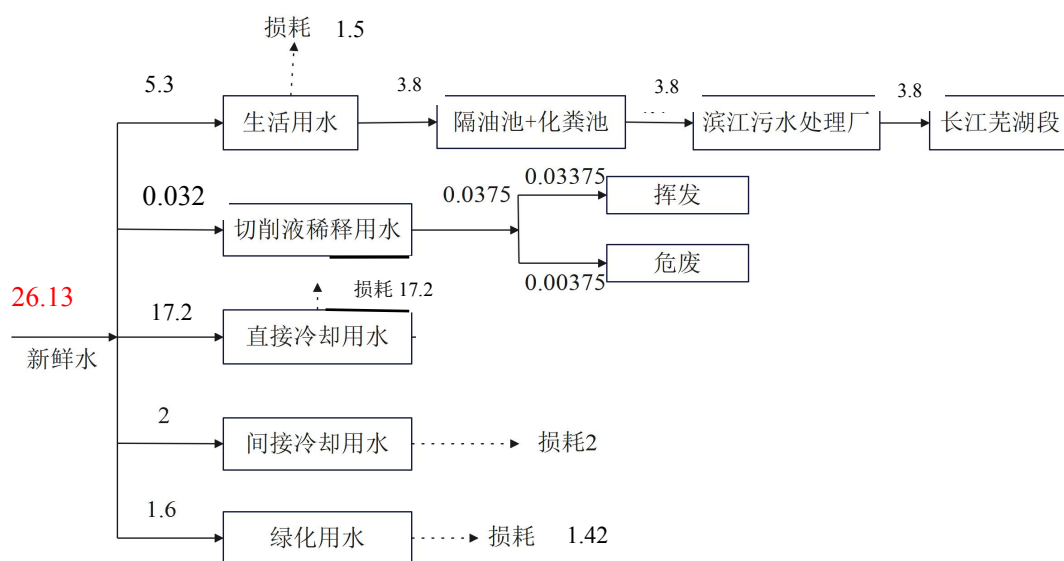 损耗 1.5
5.3
生活用水
3.8
隔油池+化粪池
3.8
滨江污水处理厂
3.8
长江芜湖段
0.032
切削液稀释用水
0.0375
0.03375
挥发
0.00375
危废
26.13
新鲜水
17.2
损耗 17.2
直接冷却用水
2
间接冷却用水
损耗2
1.6
绿化用水
损耗 1.42